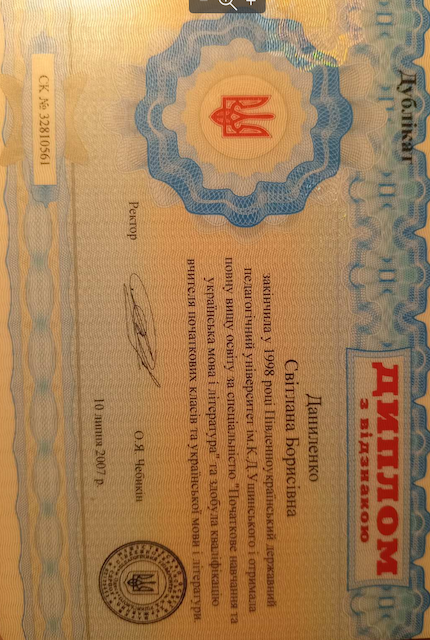 Дублікат
ДИПЛОМ
з відзнакою
Даниленко
Світлана Борисівна
закінчила у 1998 році Південноукраїнський державний
педагогічний університет ім.К.Д.Ушинського і отримала
повну вищу освіту за спеціальністю "Початкове навчання та
українська мова і література" та здобула кваліфікацію
вчителя початкових класів та української мови і літератури.
Ректор
О.Я. Чебикін
10 липня 2007 р.
СК № 32810561